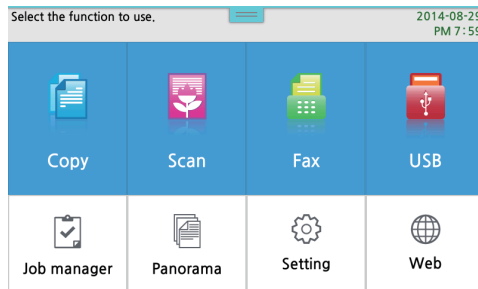 Select the function to use.
2014-08-29
PM 7:59
Copy
Scan
Fax
USB
Job manager
Panorama
Setting
Web